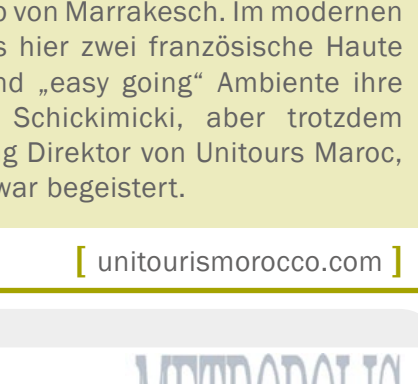 von Marrakesch. Im modernen
hier zwei französische Haute
„easy going“ Ambiente ihre
Schickimicki, aber trotzdem
Direktor von Unitours Maroc,
war begeistert.
[ unitourismorocco.com ]
METROPOLIS